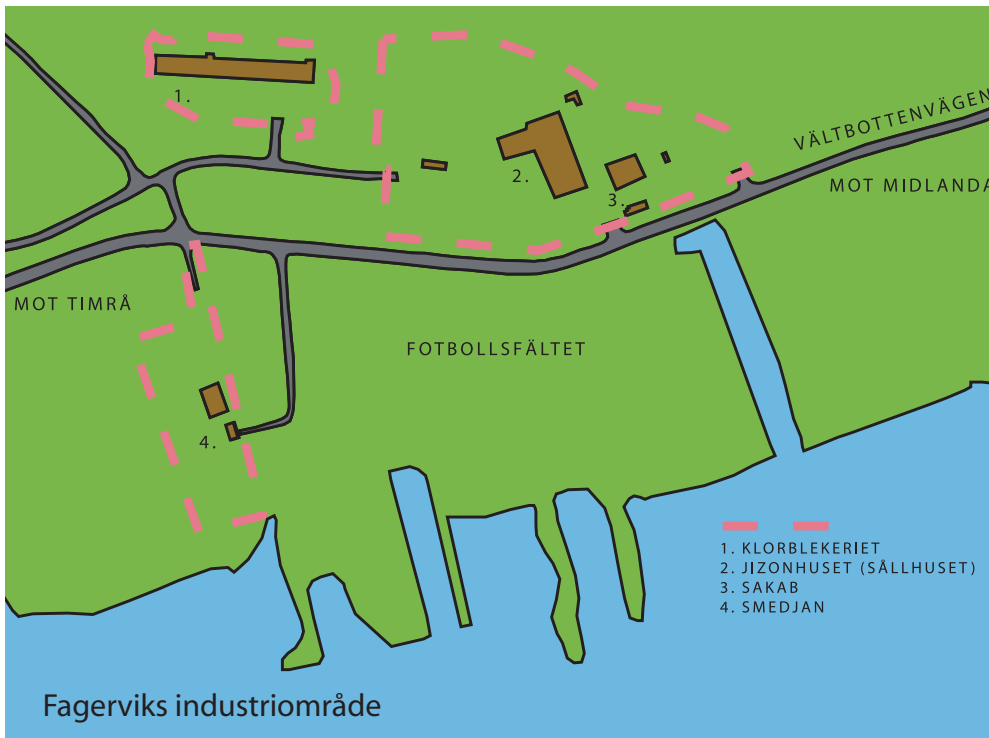 1.
VÄLTBOTTENVÄGEN
2.
MOT MIDLANDA
3.
MOT TIMRÅ
FOTBOLLSFÄLTET
4.
1. KLORBLEKERIET
2. JIZONHUSET (SÅLLHUSET)
3. SAKAB
4. SMEDJAN
Fagerviks industriområde